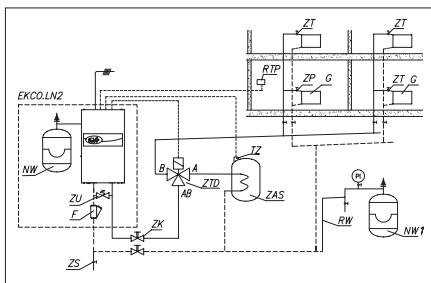 ZT
ZT
RTP
ZP G
ZT G
EKCO.LN2
NW
TZ
B
A
ZTD
AB
ZAS
ZU
F
ZK
PI
RW
NW1
ZS